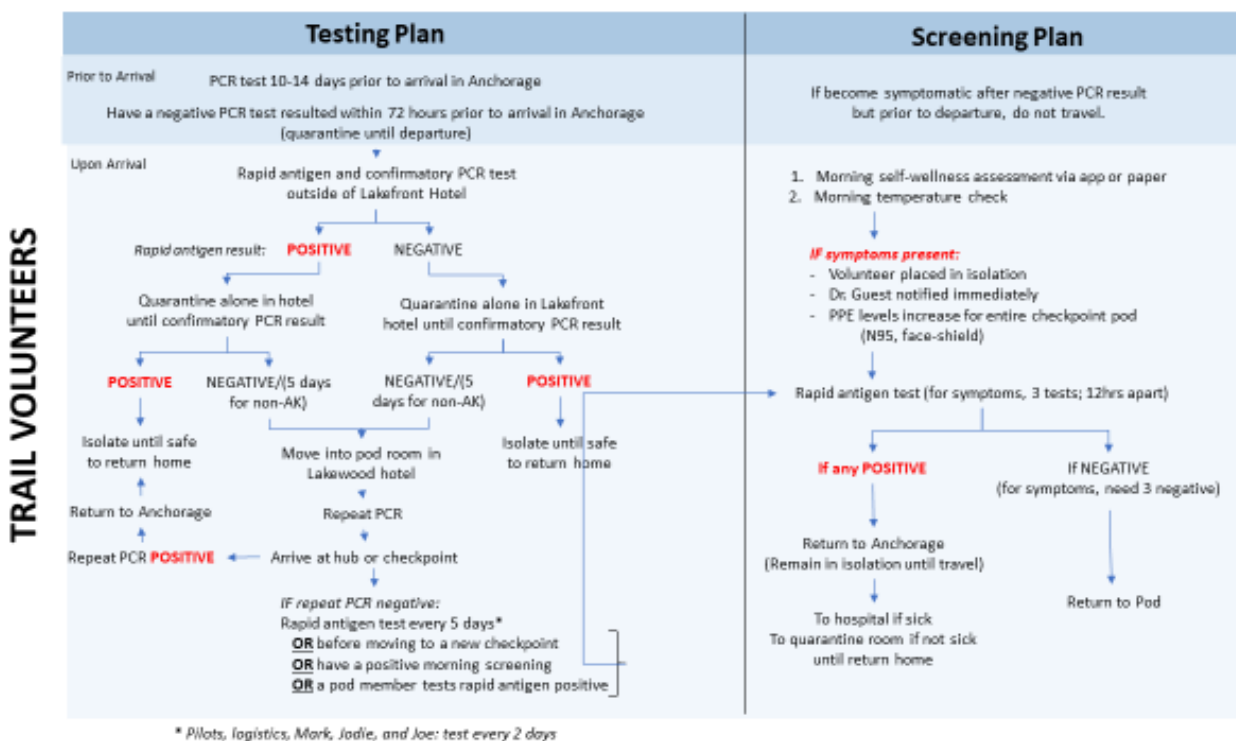 TRAIL VOLUNTEERS
Testing Plan
Prior to Arrival
PCR test 10-14 days prior to arrival in Anchorage
Have a negative PCR test resulted within 72 hours prior to arrival in Anchorage
(quarantine until departure)
Upon Arrival
Rapid antigen and confirmatory PCR test
outside of Lakefront Hotel
Rapid antigen result: POSITIVE NEGATIVE
Quarantine alone in hotel
until confirmatory PCR result
Quarantine alone in Lakefront
hotel until confirmatory PCR result
POSITIVE
NEGATIVE/(5 days
for non-AK)
NEGATIVE/(5
days for non-AK)
POSITIVE
Isolate until safe
to return home
Move into pod room in
Lakewood hotel
Isolate until safe
to return home
Return to Anchorage
Repeat PCR
Repeat PCR POSITIVE
Arrive at hub or checkpoint
IF repeat PCR negative:
Rapid antigen test every 5 days*
OR before moving to a new checkpoint
OR have a positive morning screening
OR a pod member tests rapid antigen positive
* Pilots, logistics, Mark, Jodie, and Joe: test every 2 days
Screening Plan
If become symptomatic after negative PCR result
but prior to departure, do not travel.
1. Morning self-wellness assessment via app or paper
2. Morning temperature check
IF symptoms present:
- Volunteer placed in isolation
- Dr. Guest notified immediately
- PPE levels increase for entire checkpoint pod
(N95, face-shield)
Rapid antigen test (for symptoms, 3 tests; 12hrs apart)
If any POSITIVE
If NEGATIVE
(for symptoms, need 3 negative)
Return to Anchorage
(Remain in isolation until travel)
Return to Pod
To hospital if sick
To quarantine room if not sick
until return home